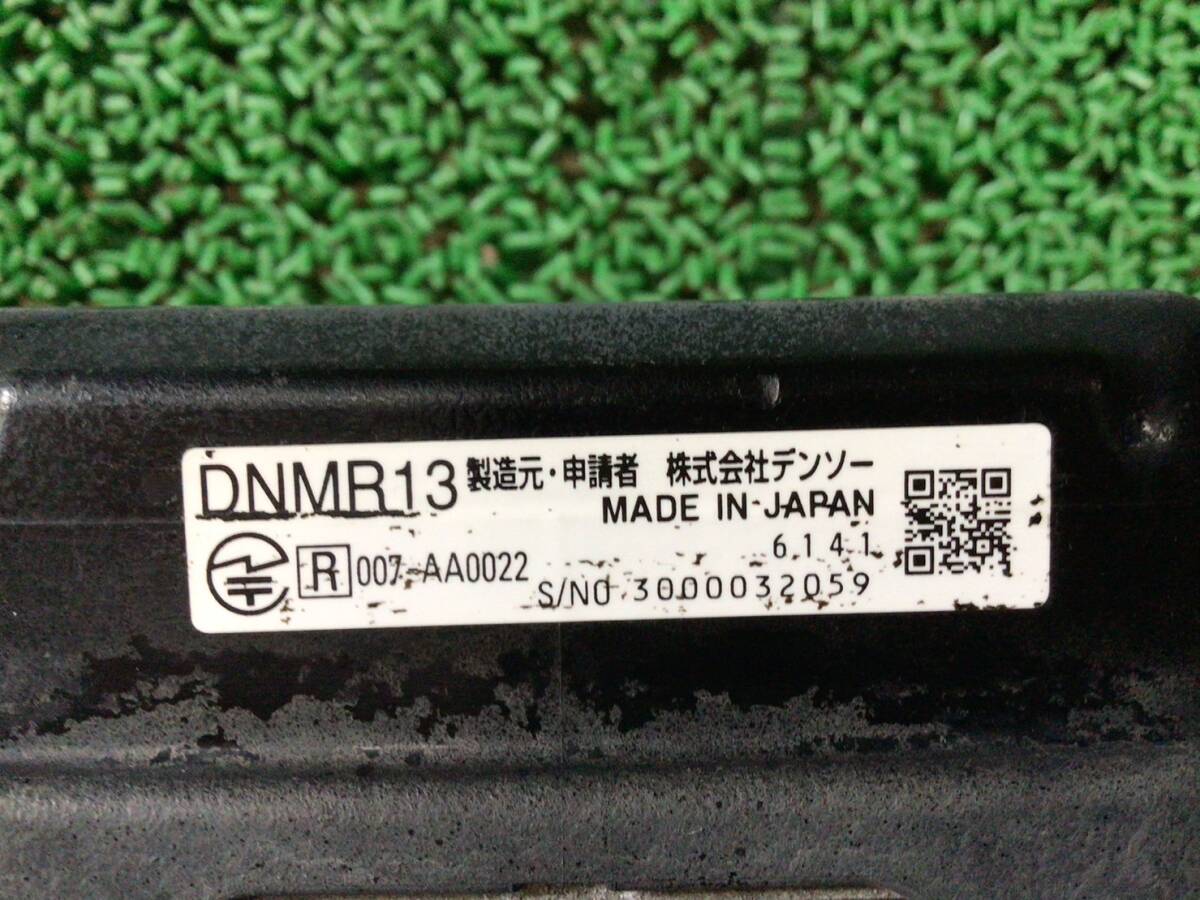 DNMR13 製造元・申請者 株式会社デンソー
MADE IN JAPAN
6141
R 007-AA0022
S/NO 3000032059